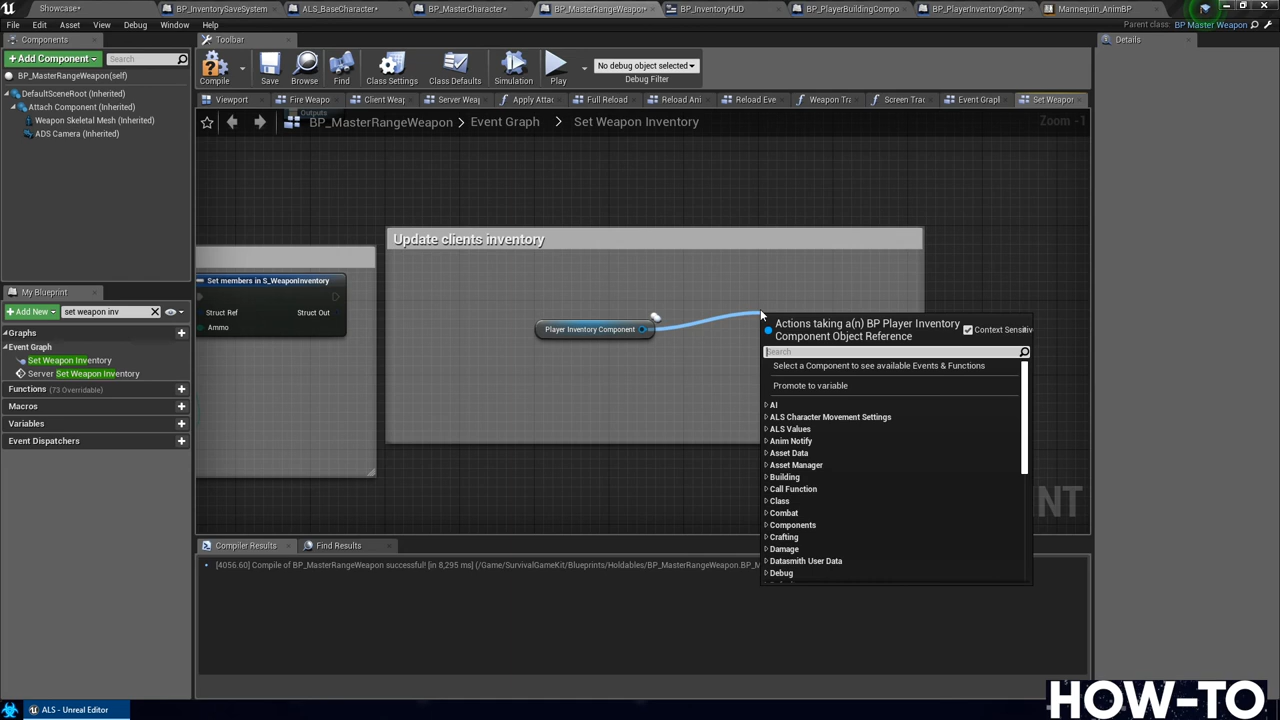 Showcase*
BP_InventorySaveSystem
ALS_BaseCharacter*
BP_MasterCharacter*
BP_MasterRangeWeapon*
BP_InventoryHUD
BP_PlayerBuildingCompo
BP_PlayerInventoryComp
Mannequin_AnimBP
File Edit Asset View Debug Window Help
Parent class: BP Master Weapon
Components
Toolbar
Details
+ Add Component
Search
BP_MasterRangeWeapon(self)
DefaultSceneRoot (Inherited)
Attach Component (Inherited)
Weapon Skeletal Mesh (Inherited)
ADS Camera (Inherited)
Compile
Save
Browse
Find
Class Settings
Class Defaults
Simulation
Play
No debug object selected
Debug Filter
Viewport
Fire Weapo
Client Weap
Server Weap
Apply Attac
Full Reload
Reload Ani
Reload Eve
Weapon Tra
Screen Trac
Event Graph
Set Weapor
Outputs
BP_MasterRangeWeapon > Event Graph > Set Weapon Inventory
Zoom -1
My Blueprint
+ Add New
set weapon inv
Graphs
Event Graph
Set Weapon Inventory
Server Set Weapon Inventory
Functions (73 Overridable)
Macros
Variables
Event Dispatchers
Set members in S_WeaponInventory
Struct Ref
Struct Out
Ammo
Update clients inventory
Player Inventory Component
Actions taking a(n) BP Player Inventory
Component Object Reference
Context Sensitiv
Search
Select a Component to see available Events & Functions
Promote to variable
AI
ALS Character Movement Settings
ALS Values
Anim Notify
Asset Data
Asset Manager
Building
Call Function
Class
Combat
Components
Crafting
Damage
Datasmith User Data
Debug
Compiler Results
Find Results
[4056.60] Compile of BP_MasterRangeWeapon successful! [in 8,295 ms] (/Game/SurvivalGameKit/Blueprints/Holdables/BP_MasterRangeWeapon.BP_M
ALS - Unreal Editor
HOW-TO